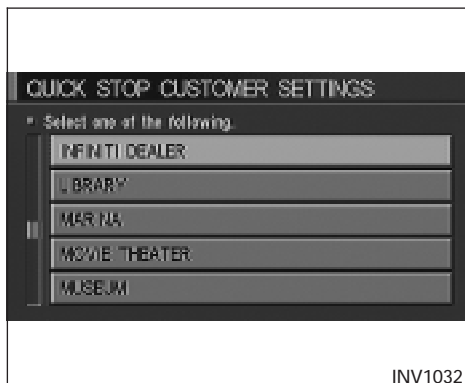 QUICK STOP CUSTOMER SETTINGS
Select one of the following.
INFINITI DEALER
LIBRARY
MARINA
MOVIE THEATER
MUSEUM
INV1032